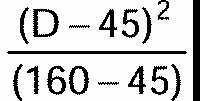 (D – 45)²
(160 – 45)